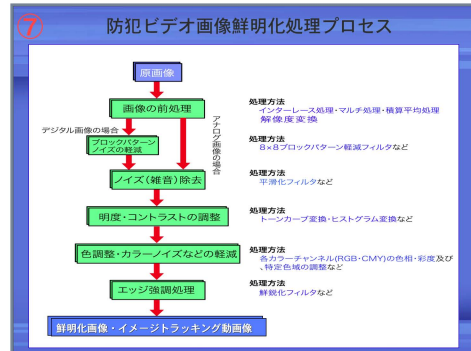 ⑦
防犯ビデオ画像鮮明化処理プロセス
原画像
画像の前処理
処理方法
インターレース処理・マルチ処理・積算平均処理
解像度変換
デジタル画像の場合
アナログ画像の場合
ブロックパターン
ノイズの軽減
処理方法
8×8ブロックパターン軽減フィルタなど
ノイズ(雑音)除去
処理方法
平滑化フィルタなど
明度・コントラストの調整
処理方法
トーンカーブ変換・ヒストグラム変換など
色調整・カラーノイズなどの軽減
処理方法
各カラーチャンネル(RGB・CMY)の色相・彩度及び
、特定色域の調整など
エッジ強調処理
処理方法
鮮鋭化フィルタなど
鮮明化画像・イメージトラッキング動画像